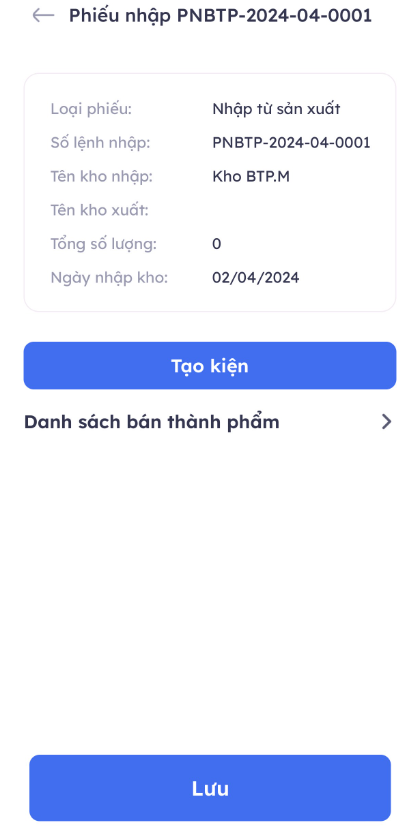 Phiếu nhập PNBTP-2024-04-0001
Loại phiếu: Nhập từ sản xuất
Số lệnh nhập: PNBTP-2024-04-0001
Tên kho nhập: Kho BTP.M
Tên kho xuất:
Tổng số lượng: 0
Ngày nhập kho: 02/04/2024
Tạo kiện
Danh sách bán thành phẩm
Lưu